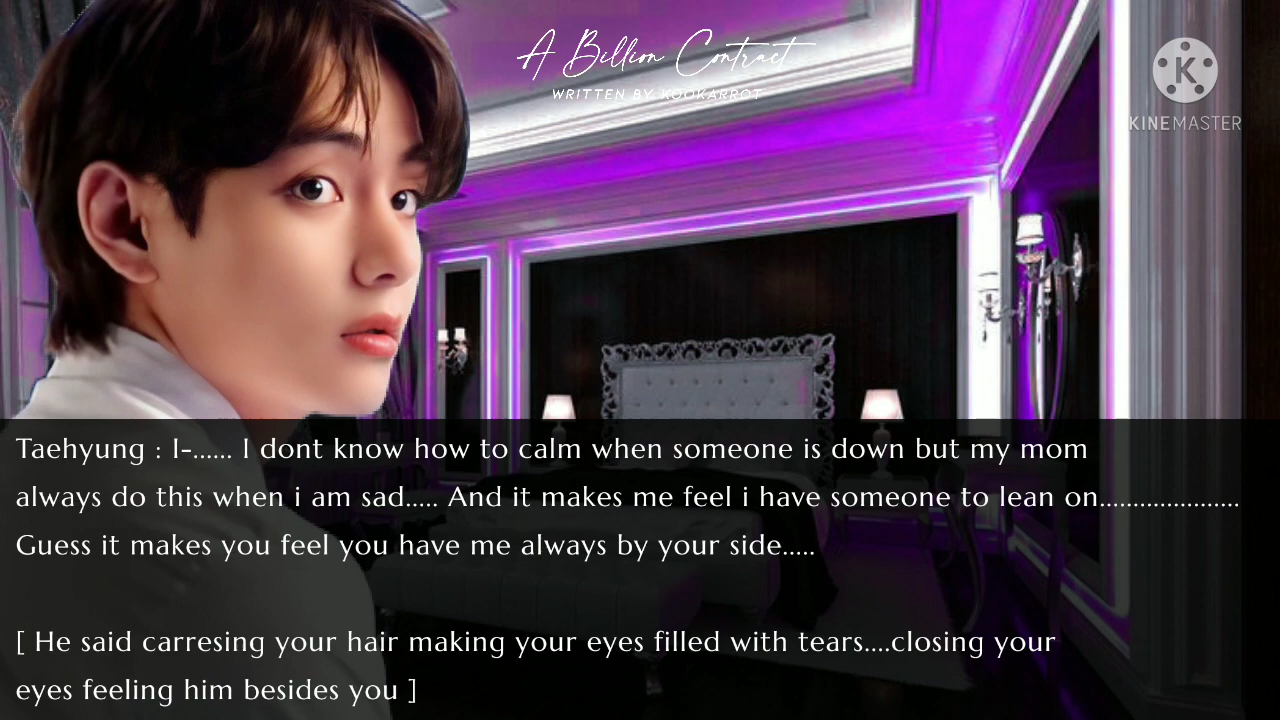 A Billion Contract
WRITTEN BY KOOKARROT
K
KINEMASTER
Taehyung : I-...... I dont know how to calm when someone is down but my mom
always do this when i am sad..... And it makes me feel i have someone to lean on.....................
Guess it makes you feel you have me always by your side.....
[ He said carresing your hair making your eyes filled with tears....closing your
eyes feeling him besides you ]